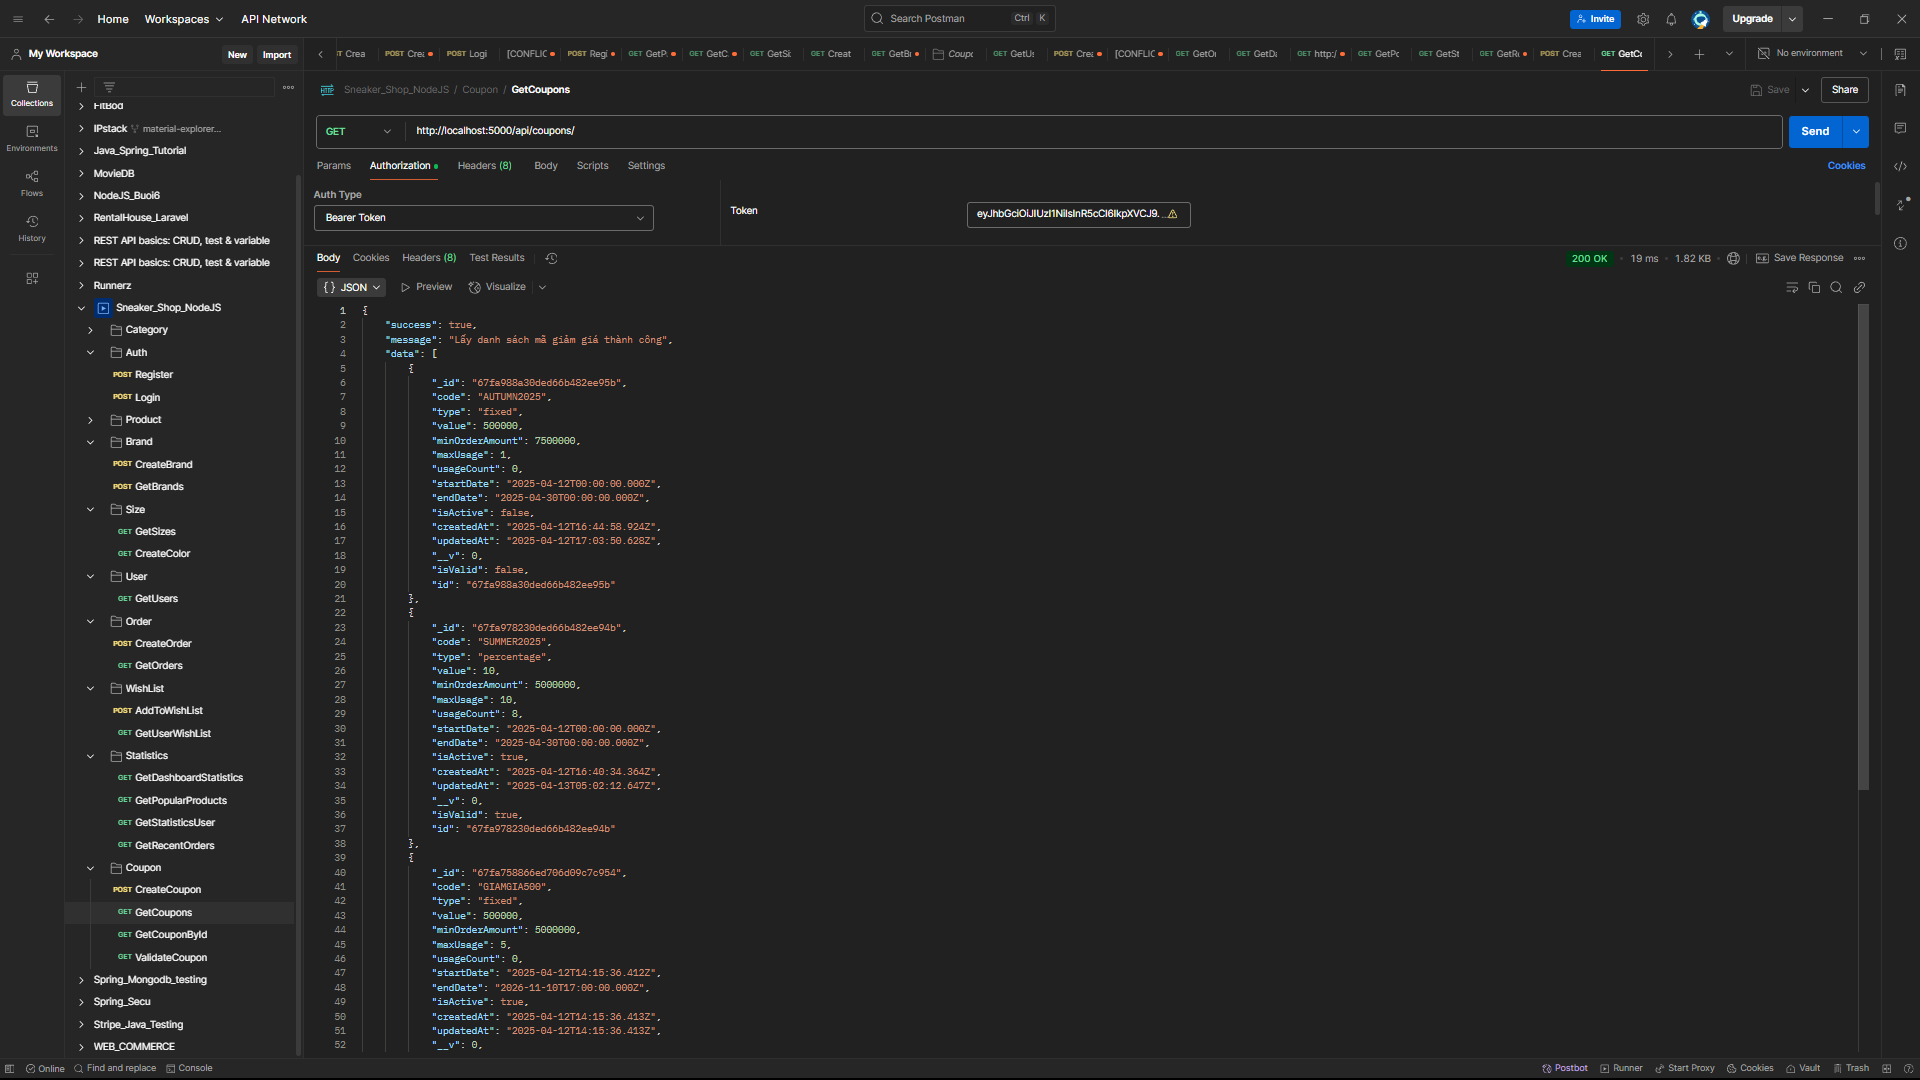 Home Workspaces API Network Search Postman Ctrl K Invite Upgrade
My Workspace New Import
Crea POST Crea POST Logi [CONFLIC POST Regi GET GetP GET GetC GET GetSi GET Creat GET GetBi Coupc GET GetUs POST Crea [CONFLIC GET GetOi GET GetDa GET http:/ GET GetPc GET GetSt GET GetRe POST Crea GET GetCo No environment
Collections
Environments
Flows
History
FitBod
IPstack material-explorer...
Java_Spring_Tutorial
MovieDB
NodeJS_Buoi6
RentalHouse_Laravel
REST API basics: CRUD, test & variable
REST API basics: CRUD, test & variable
Runnerz
Sneaker_Shop_NodeJS
Category
Auth
POST Register
POST Login
Product
Brand
POST CreateBrand
POST GetBrands
Size
GET GetSizes
GET CreateColor
User
GET GetUsers
Order
POST CreateOrder
GET GetOrders
WishList
POST AddToWishList
GET GetUserWishList
Statistics
GET GetDashboardStatistics
GET GetPopularProducts
GET GetStatisticsUser
GET GetRecentOrders
Coupon
POST CreateCoupon
GET GetCoupons
GET GetCouponById
GET ValidateCoupon
Spring_Mongodb_testing
Spring_Secu
Stripe_Java_Testing
WEB_COMMERCE
HTTP Sneaker_Shop_NodeJS / Coupon / GetCoupons Save Share
GET http://localhost:5000/api/coupons/ Send
Params Authorization Headers (8) Body Scripts Settings Cookies
Auth Type
Bearer Token
Token eyJhbGciOiJIUzI1NiIsInR5cCI6IkpXVCJ9. ...
Body Cookies Headers (8) Test Results 200 OK • 19 ms • 1.82 KB Save Response
{} JSON Preview Visualize
1 {
2 "success": true,
3 "message": "Lấy danh sách mã giảm giá thành công",
4 "data": [
5 {
6 "_id": "67fa988a30ded66b482ee95b",
7 "code": "AUTUMN2025",
8 "type": "fixed",
9 "value": 500000,
10 "minOrderAmount": 7500000,
11 "maxUsage": 1,
12 "usageCount": 0,
13 "startDate": "2025-04-12T00:00:00.000Z",
14 "endDate": "2025-04-30T00:00:00.000Z",
15 "isActive": false,
16 "createdAt": "2025-04-12T16:44:58.924Z",
17 "updatedAt": "2025-04-12T17:03:50.628Z",
18 "__v": 0,
19 "isValid": false,
20 "id": "67fa988a30ded66b482ee95b"
21 },
22 {
23 "_id": "67fa978230ded66b482ee94b",
24 "code": "SUMMER2025",
25 "type": "percentage",
26 "value": 10,
27 "minOrderAmount": 5000000,
28 "maxUsage": 10,
29 "usageCount": 8,
30 "startDate": "2025-04-12T00:00:00.000Z",
31 "endDate": "2025-04-30T00:00:00.000Z",
32 "isActive": true,
33 "createdAt": "2025-04-12T16:40:34.364Z",
34 "updatedAt": "2025-04-13T05:02:12.647Z",
35 "__v": 0,
36 "isValid": true,
37 "id": "67fa978230ded66b482ee94b"
38 },
39 {
40 "_id": "67fa758866ed706d09c7c954",
41 "code": "GIAMGIA500",
42 "type": "fixed",
43 "value": 500000,
44 "minOrderAmount": 5000000,
45 "maxUsage": 5,
46 "usageCount": 0,
47 "startDate": "2025-04-12T14:15:36.412Z",
48 "endDate": "2026-11-10T17:00:00.000Z",
49 "isActive": true,
50 "createdAt": "2025-04-12T14:15:36.413Z",
51 "updatedAt": "2025-04-12T14:15:36.413Z",
52 "__v": 0,
Online Find and replace Console Postbot Runner Start Proxy Cookies Vault Trash